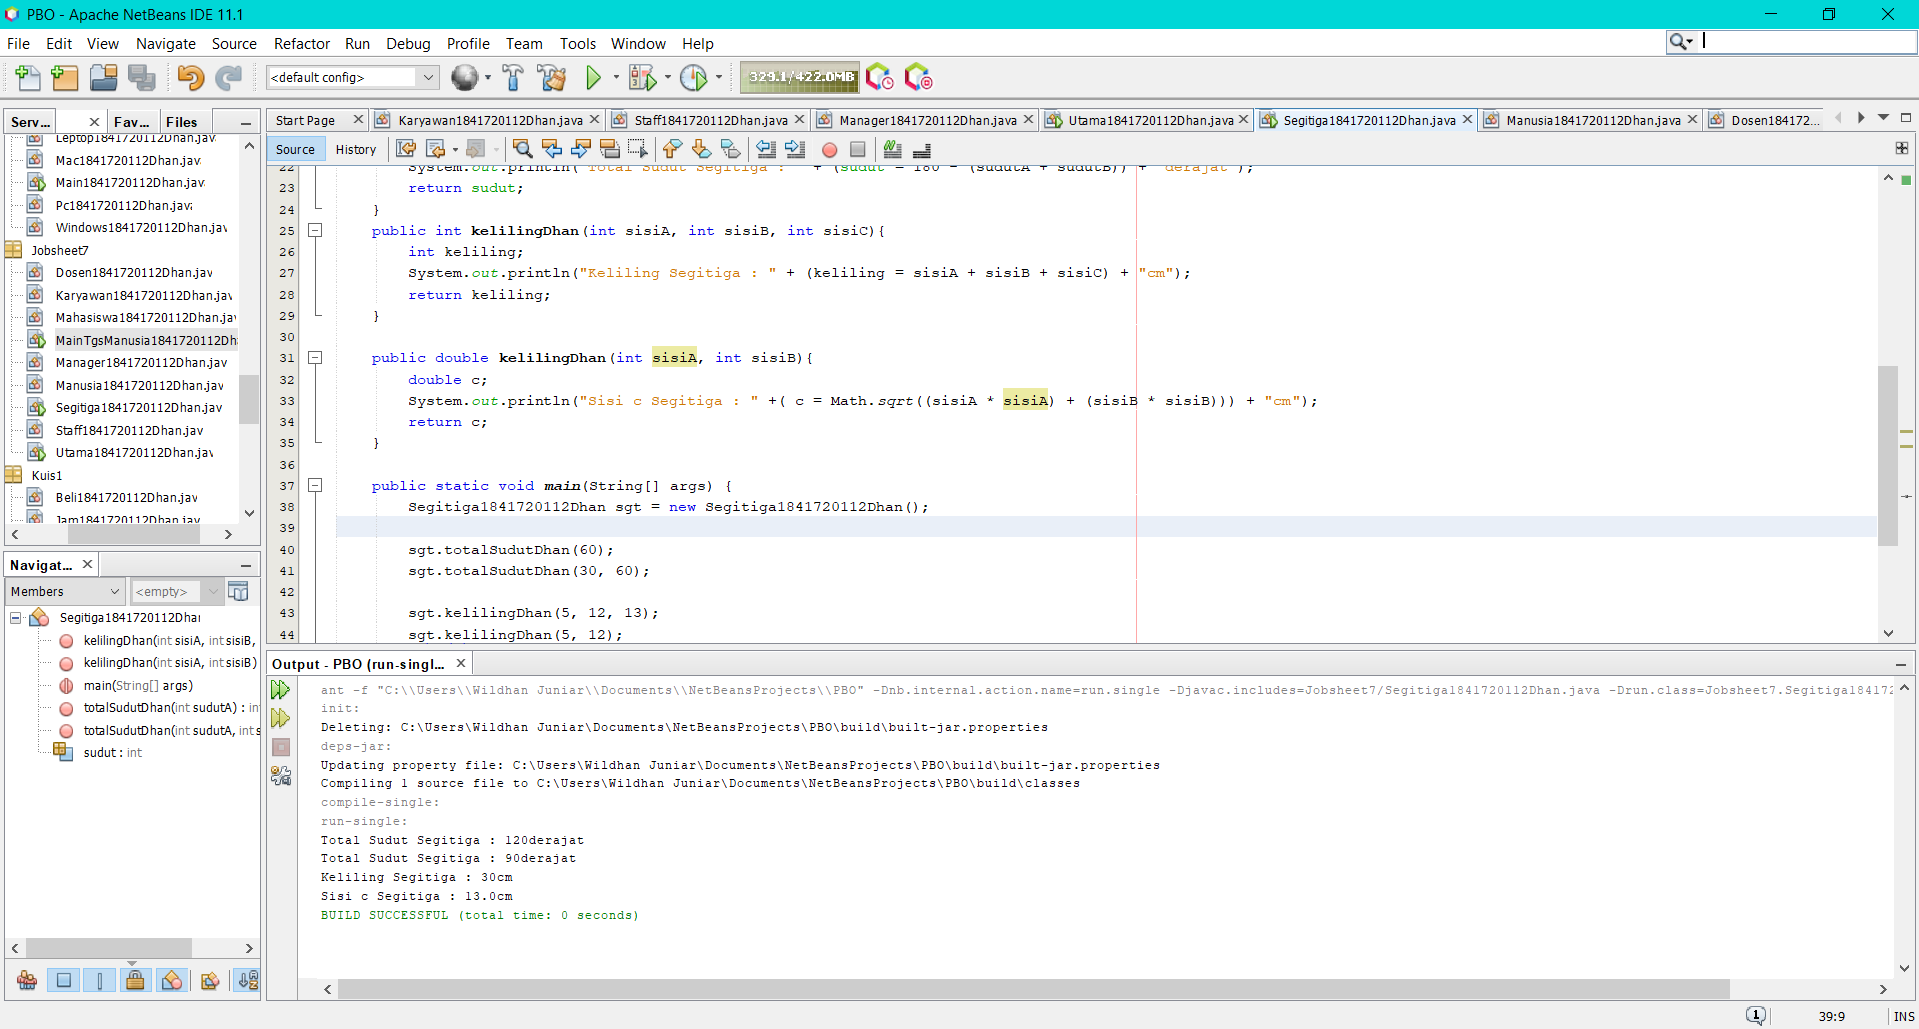 PBO - Apache NetBeans IDE 11.1
File Edit View Navigate Source Refactor Run Debug Profile Team Tools Window Help
<default config>
329.1/422.0MB
Serv... Fav... Files
Start Page Karyawan1841720112Dhan.java Staff1841720112Dhan.java Manager1841720112Dhan.java Utama1841720112Dhan.java Segitiga1841720112Dhan.java Manusia1841720112Dhan.java Dosen184172...
Source History
Leptop1841720112Dhan.java
Mac1841720112Dhan.java
Main1841720112Dhan.java
Pc1841720112Dhan.java
Windows1841720112Dhan.jav
Jobsheet7
Dosen1841720112Dhan.jav
Karyawan1841720112Dhan.jav
Mahasiswa1841720112Dhan.jav
MainTgsManusia1841720112Dh
Manager1841720112Dhan.jav
Manusia1841720112Dhan.jav
Segitiga1841720112Dhan.jav
Staff1841720112Dhan.jav
Utama1841720112Dhan.jav
Kuis1
Beli1841720112Dhan.jav
Jam1841720112Dhan.jav
22 System.out.println("Total Sudut Segitiga : " + (sudut = 180 - (sudutA + sudutB)) + "derajat");
23 return sudut;
24 }
25 public int kelilingDhan(int sisiA, int sisiB, int sisiC){
26 int keliling;
27 System.out.println("Keliling Segitiga : " + (keliling = sisiA + sisiB + sisiC) + "cm");
28 return keliling;
29 }
30
31 public double kelilingDhan(int sisiA, int sisiB){
32 double c;
33 System.out.println("Sisi c Segitiga : " +( c = Math.sqrt((sisiA * sisiA) + (sisiB * sisiB))) + "cm");
34 return c;
35 }
36
37 public static void main(String[] args) {
38 Segitiga1841720112Dhan sgt = new Segitiga1841720112Dhan();
39
40 sgt.totalSudutDhan(60);
41 sgt.totalSudutDhan(30, 60);
42
43 sgt.kelilingDhan(5, 12, 13);
44 sgt.kelilingDhan(5, 12);
Navigat...
Members <empty>
Segitiga1841720112Dhan
kelilingDhan(int sisiA, int sisiB,
kelilingDhan(int sisiA, int sisiB)
main(String[] args)
totalSudutDhan(int sudutA) : in
totalSudutDhan(int sudutA, int s
sudut : int
Output - PBO (run-singl...
ant -f "C:\\Users\\Wildhan Juniar\\Documents\\NetBeansProjects\\PBO" -Dnb.internal.action.name=run.single -Djavac.includes=Jobsheet7/Segitiga1841720112Dhan.java -Drun.class=Jobsheet7.Segitiga184172
init:
Deleting: C:\Users\Wildhan Juniar\Documents\NetBeansProjects\PBO\build\built-jar.properties
deps-jar:
Updating property file: C:\Users\Wildhan Juniar\Documents\NetBeansProjects\PBO\build\built-jar.properties
Compiling 1 source file to C:\Users\Wildhan Juniar\Documents\NetBeansProjects\PBO\build\classes
compile-single:
run-single:
Total Sudut Segitiga : 120derajat
Total Sudut Segitiga : 90derajat
Keliling Segitiga : 30cm
Sisi c Segitiga : 13.0cm
BUILD SUCCESSFUL (total time: 0 seconds)
1 39:9 INS